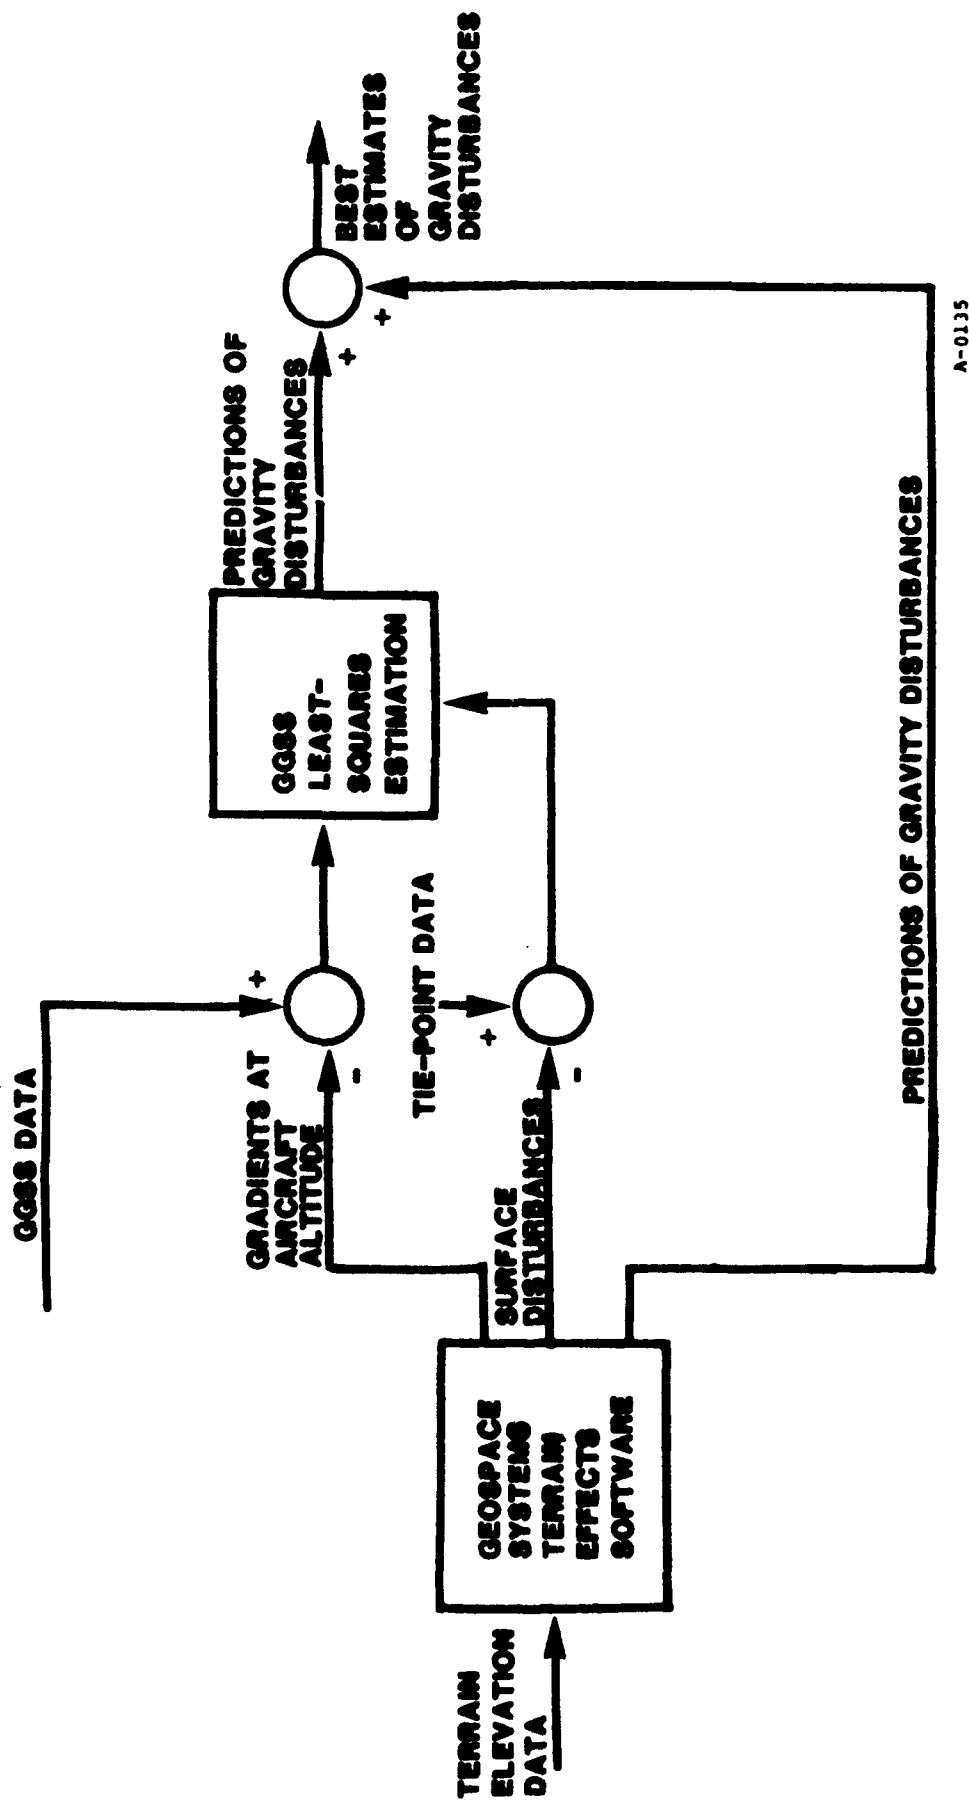 GGSS DATA
GRADIENTS AT
AIRCRAFT
ALTITUDE
+
-
TIE-POINT DATA
+
-
SURFACE
DISTURBANCES
TERRAIN
ELEVATION
DATA
GEOSPACE
SYSTEMS
TERRAIN
EFFECTS
SOFTWARE
GGSS
LEAST-
SQUARES
ESTIMATION
PREDICTIONS OF
GRAVITY
DISTURBANCES
+
+
BEST
ESTIMATES
OF
GRAVITY
DISTURBANCES
PREDICTIONS OF GRAVITY DISTURBANCES
A-0135